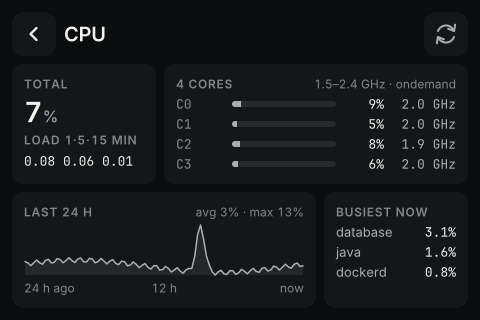 CPU
TOTAL
7%
LOAD 1·5·15 MIN
0.08 0.06 0.01
4 CORES 1.5–2.4 GHz · ondemand
C0 9% 2.0 GHz
C1 5% 2.0 GHz
C2 8% 1.9 GHz
C3 6% 2.0 GHz
LAST 24 H avg 3% · max 13%
24 h ago 12 h now
BUSIEST NOW
database 3.1%
java 1.6%
dockerd 0.8%